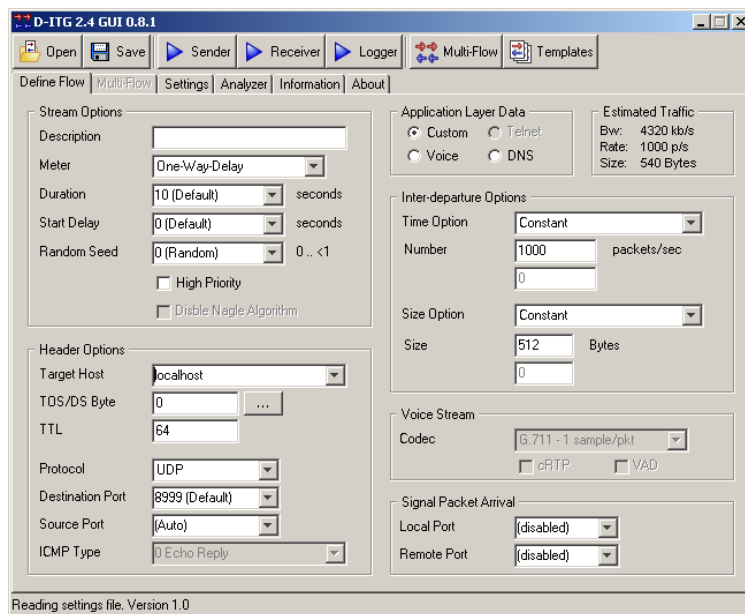 D-ITG 2.4 GUI 0.8.1
Open Save Sender Receiver Logger Multi-Flow Templates
Define Flow Multi-Flow Settings Analyzer Information About
Stream Options
Description
Meter One-Way-Delay
Duration 10 (Default) seconds
Start Delay 0 (Default) seconds
Random Seed 0 (Random) 0 .. <1
High Priority
Disble Nagle Algorithm
Header Options
Target Host localhost
TOS/DS Byte 0 ...
TTL 64
Protocol UDP
Destination Port 8999 (Default)
Source Port (Auto)
ICMP Type 0 Echo Reply
Application Layer Data
Custom Telnet
Voice DNS
Estimated Traffic
Bw: 4320 kb/s
Rate: 1000 p/s
Size: 540 Bytes
Inter-departure Options
Time Option Constant
Number 1000 packets/sec
0
Size Option Constant
Size 512 Bytes
0
Voice Stream
Codec G.711 - 1 sample/pkt
cRTP VAD
Signal Packet Arrival
Local Port (disabled)
Remote Port (disabled)
Reading settings file. Version 1.0